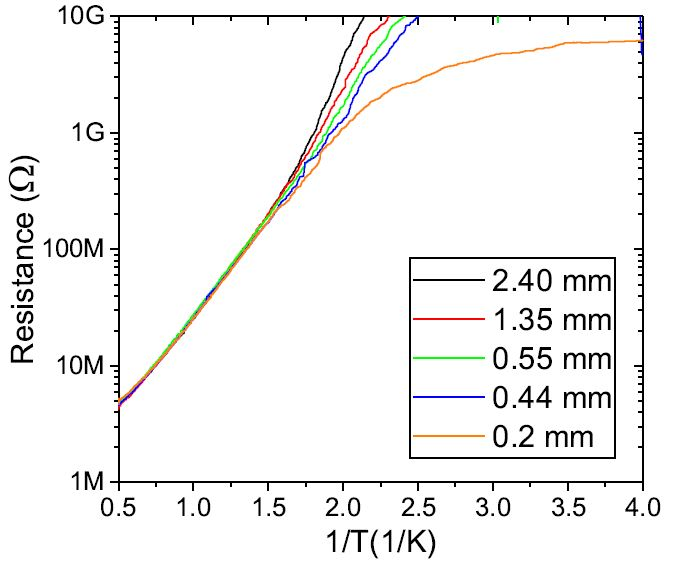 10G
1G
100M
10M
1M
Resistance (Ω)
2.40 mm
1.35 mm
0.55 mm
0.44 mm
0.2 mm
0.5 1.0 1.5 2.0 2.5 3.0 3.5 4.0
1/T(1/K)